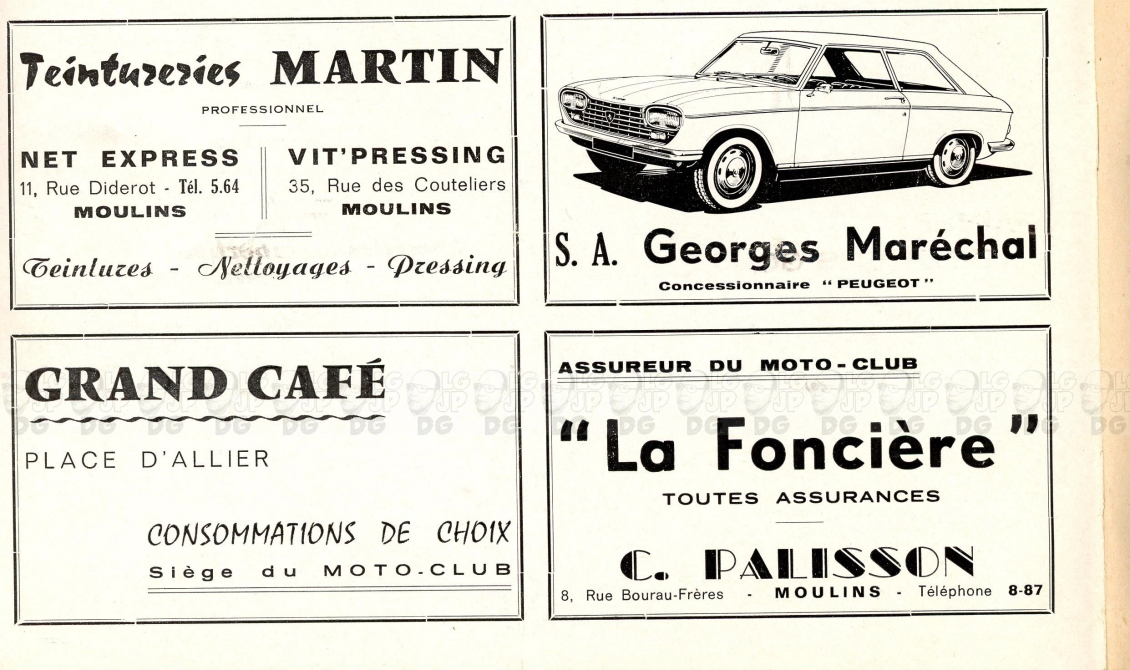 Teintureries MARTIN
PROFESSIONNEL
NET EXPRESS
11, Rue Diderot - Tél. 5.64
MOULINS
VIT'PRESSING
35, Rue des Couteliers
MOULINS
Teintures - Nettoyages - Pressing
S. A. Georges Maréchal
Concessionnaire "PEUGEOT"
GRAND CAFÉ
PLACE D'ALLIER
CONSOMMATIONS DE CHOIX
Siège du MOTO-CLUB
ASSUREUR DU MOTO-CLUB
"La Foncière"
TOUTES ASSURANCES
C. PALISSON
8, Rue Bourau-Frères - MOULINS - Téléphone 8-87